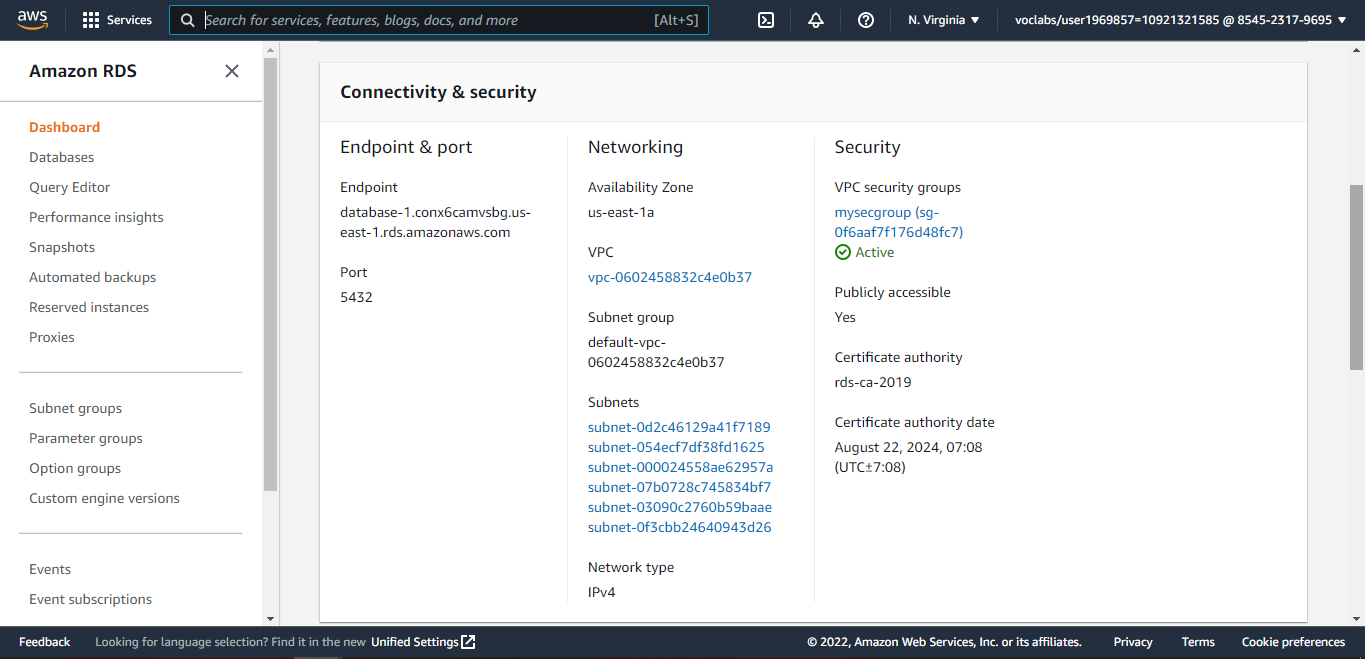 aws
Services
Search for services, features, blogs, docs, and more
[Alt+S]
N. Virginia
voclabs/user1969857=10921321585 @ 8545-2317-9695
Amazon RDS
Dashboard
Databases
Query Editor
Performance insights
Snapshots
Automated backups
Reserved instances
Proxies
Subnet groups
Parameter groups
Option groups
Custom engine versions
Events
Event subscriptions
Connectivity & security
Endpoint & port
Endpoint
database-1.conx6camvsbg.us-
east-1.rds.amazonaws.com
Port
5432
Networking
Availability Zone
us-east-1a
VPC
vpc-0602458832c4e0b37
Subnet group
default-vpc-
0602458832c4e0b37
Subnets
subnet-0d2c46129a41f7189
subnet-054ecf7df38fd1625
subnet-000024558ae62957a
subnet-07b0728c745834bf7
subnet-03090c2760b59baae
subnet-0f3cbb24640943d26
Network type
IPv4
Security
VPC security groups
mysecgroup (sg-
0f6aaf7f176d48fc7)
Active
Publicly accessible
Yes
Certificate authority
rds-ca-2019
Certificate authority date
August 22, 2024, 07:08
(UTC±7:08)
Feedback
Looking for language selection? Find it in the new Unified Settings
© 2022, Amazon Web Services, Inc. or its affiliates.
Privacy
Terms
Cookie preferences